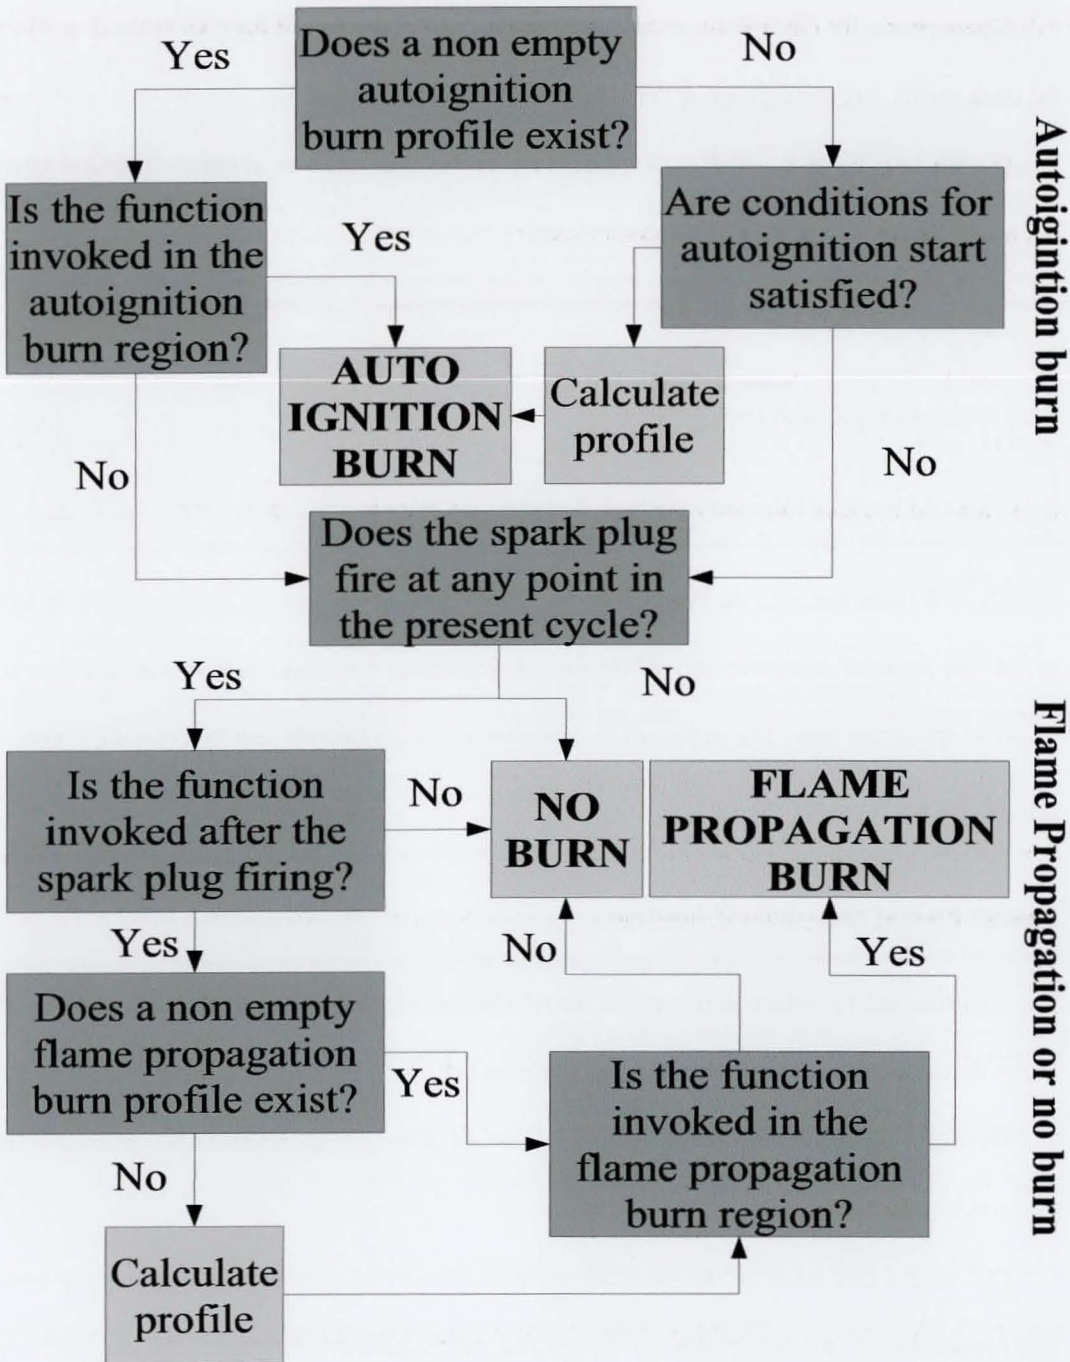 Does a non empty
autoignition
burn profile exist?
Yes
No
Is the function
invoked in the
autoignition
burn region?
Yes
Are conditions for
autoignition start
satisfied?
AUTO
IGNITION
BURN
Calculate
profile
No
No
Does the spark plug
fire at any point in
the present cycle?
Yes
No
Is the function
invoked after the
spark plug firing?
No
NO
BURN
FLAME
PROPAGATION
BURN
Yes
No
Yes
Does a non empty
flame propagation
burn profile exist?
Yes
Is the function
invoked in the
flame propagation
burn region?
No
Calculate
profile
Autoigintion burn
Flame Propagation or no burn